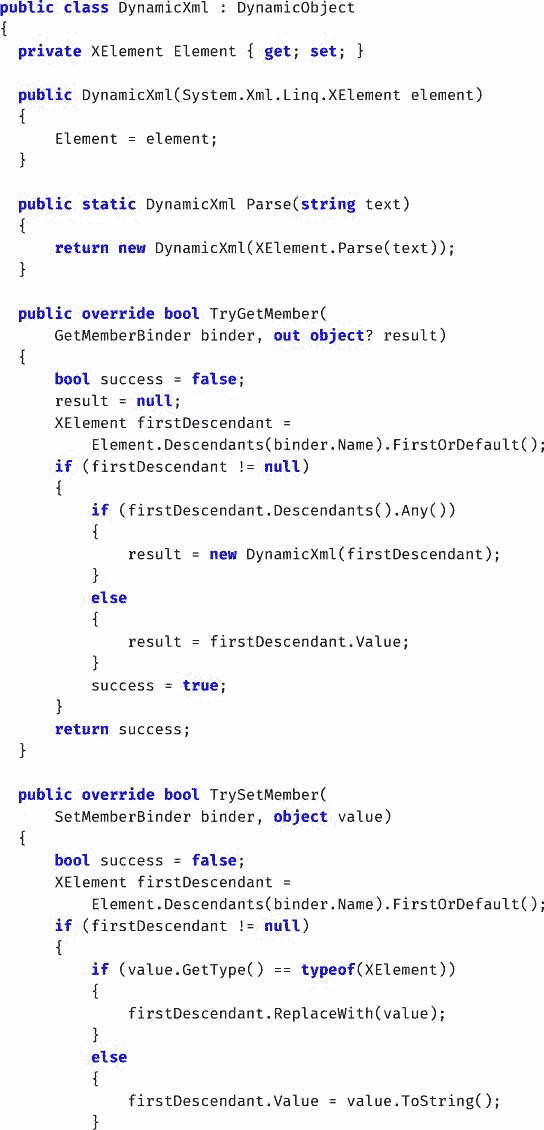 public class DynamicXml : DynamicObject
{
  private XElement Element { get; set; }

  public DynamicXml(System.Xml.Linq.XElement element)
  {
      Element = element;
  }

  public static DynamicXml Parse(string text)
  {
      return new DynamicXml(XElement.Parse(text));
  }

  public override bool TryGetMember(
      GetMemberBinder binder, out object? result)
  {
      bool success = false;
      result = null;
      XElement firstDescendant =
          Element.Descendants(binder.Name).FirstOrDefault();
      if (firstDescendant != null)
      {
          if (firstDescendant.Descendants().Any())
          {
              result = new DynamicXml(firstDescendant);
          }
          else
          {
              result = firstDescendant.Value;
          }
          success = true;
      }
      return success;
  }

  public override bool TrySetMember(
      SetMemberBinder binder, object value)
  {
      bool success = false;
      XElement firstDescendant =
          Element.Descendants(binder.Name).FirstOrDefault();
      if (firstDescendant != null)
      {
          if (value.GetType() == typeof(XElement))
          {
              firstDescendant.ReplaceWith(value);
          }
          else
          {
              firstDescendant.Value = value.ToString();
          }